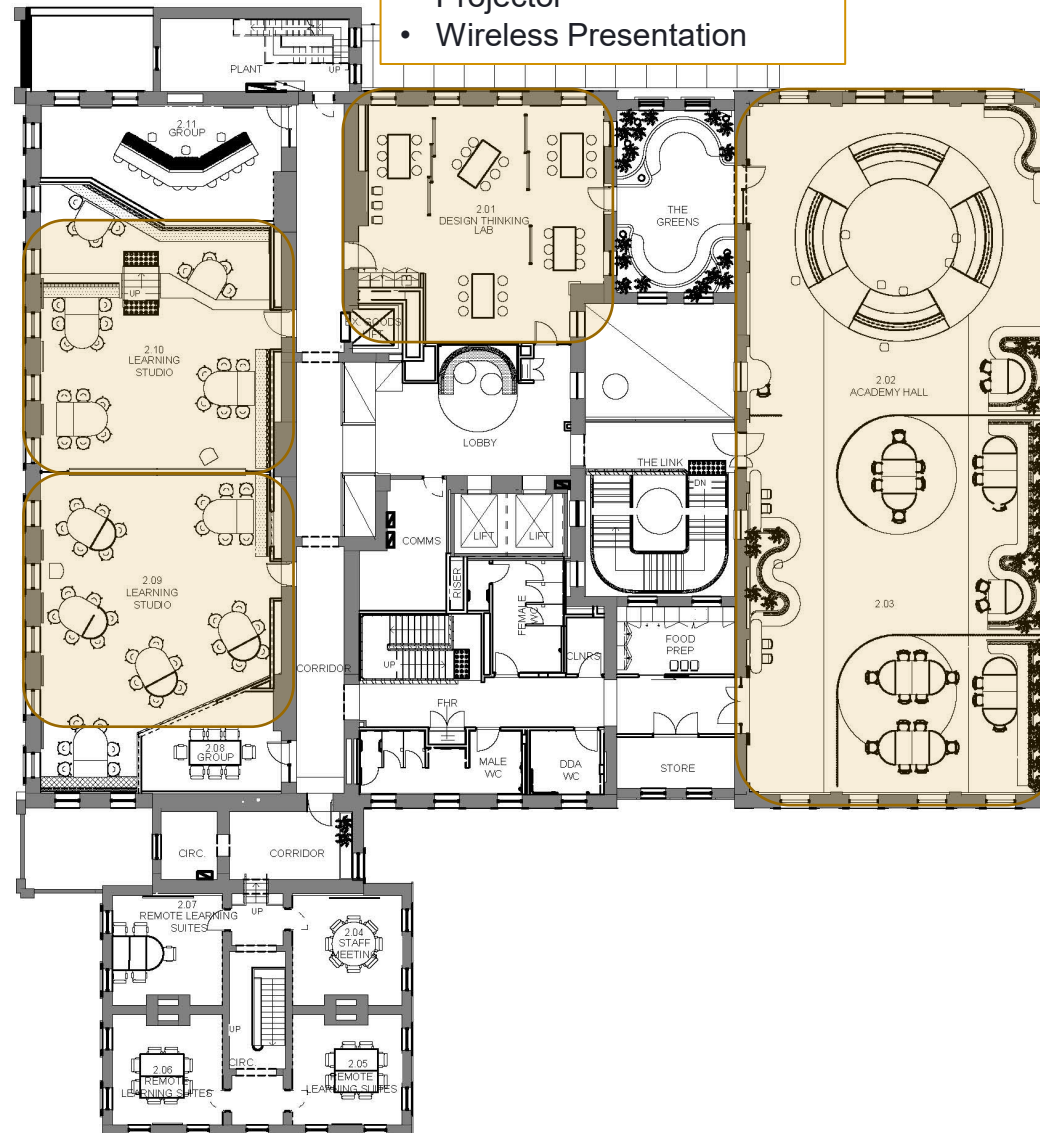 Projector
• Wireless Presentation
PLANT
UP
2.11
GROUP
2.01
DESIGN THINKING
LAB
THE
GREENS
UP
2.10
LEARNING
STUDIO
EX. GOODS
LIFT
2.02
ACADEMY HALL
LOBBY
THE LINK
DN
LIFT
LIFT
COMMS
RISER
FEMALE
WC
2.09
LEARNING
STUDIO
2.03
FOOD
PREP
CLNRS
UP
CORRIDOR
FHR
2.08
GROUP
MALE
WC
DDA
WC
STORE
CIRC.
CORRIDOR
UP
2.07
REMOTE LEARNING
SUITES
2.04
STAFF
MEETING
UP
CIRC.
2.06
REMOTE
LEARNING SUITES
2.05
REMOTE
LEARNING SUITES